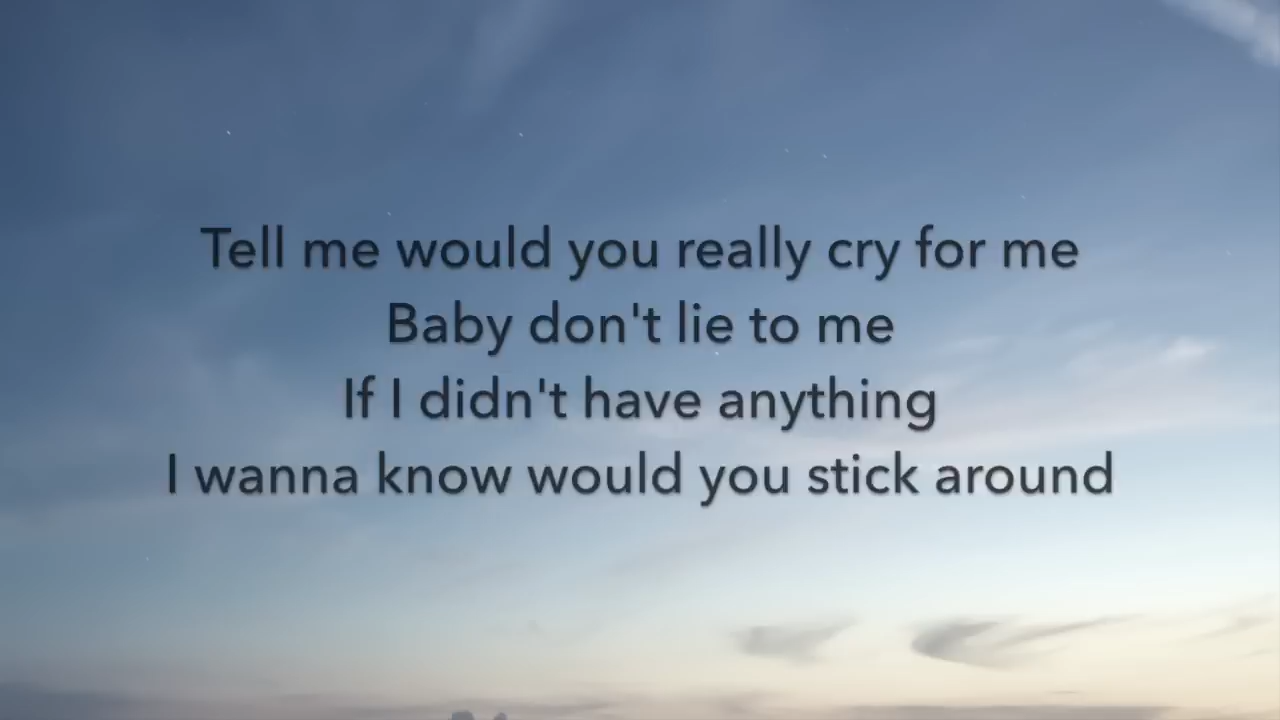 Tell me would you really cry for me
Baby don't lie to me
If I didn't have anything
I wanna know would you stick around